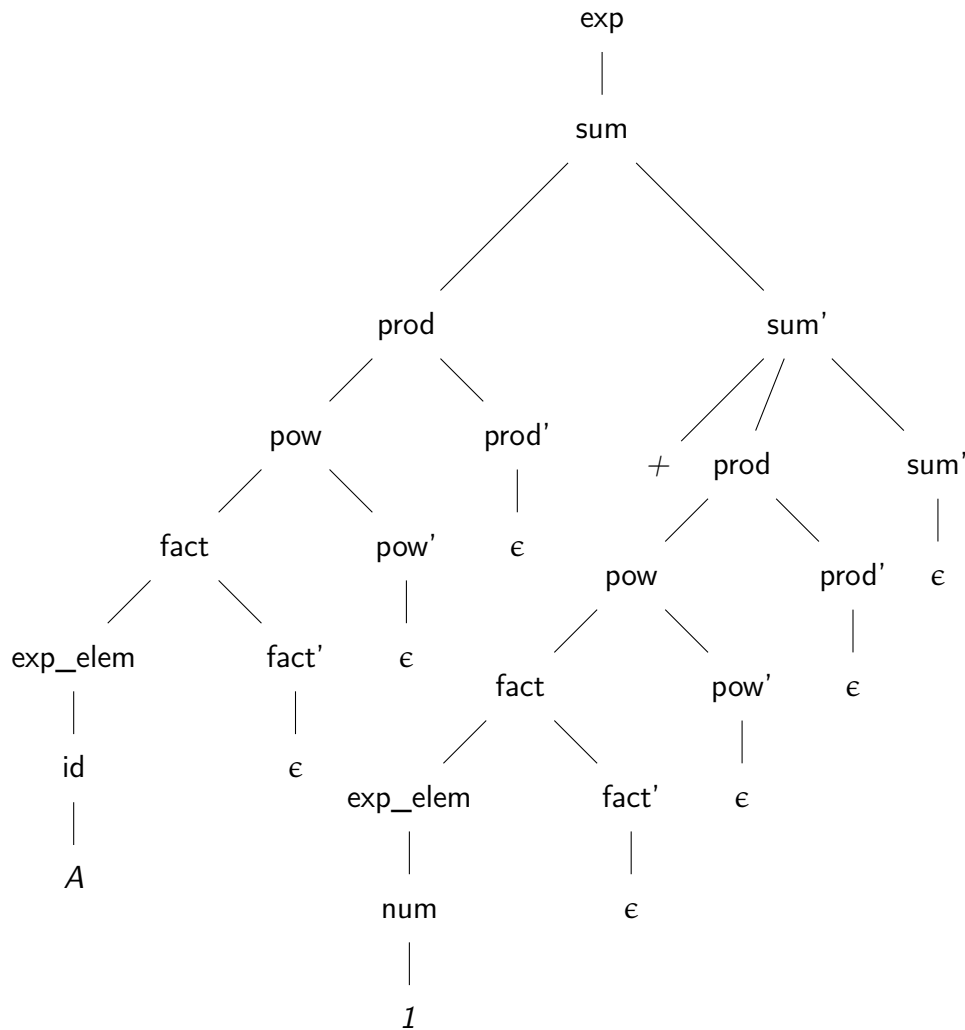 exp
sum
prod sum'
pow prod'
+ prod sum'
fact pow' ϵ
pow prod' ϵ
exp_elem fact' ϵ
fact pow' ϵ
id ϵ
exp_elem fact' ϵ
A
num ϵ
1